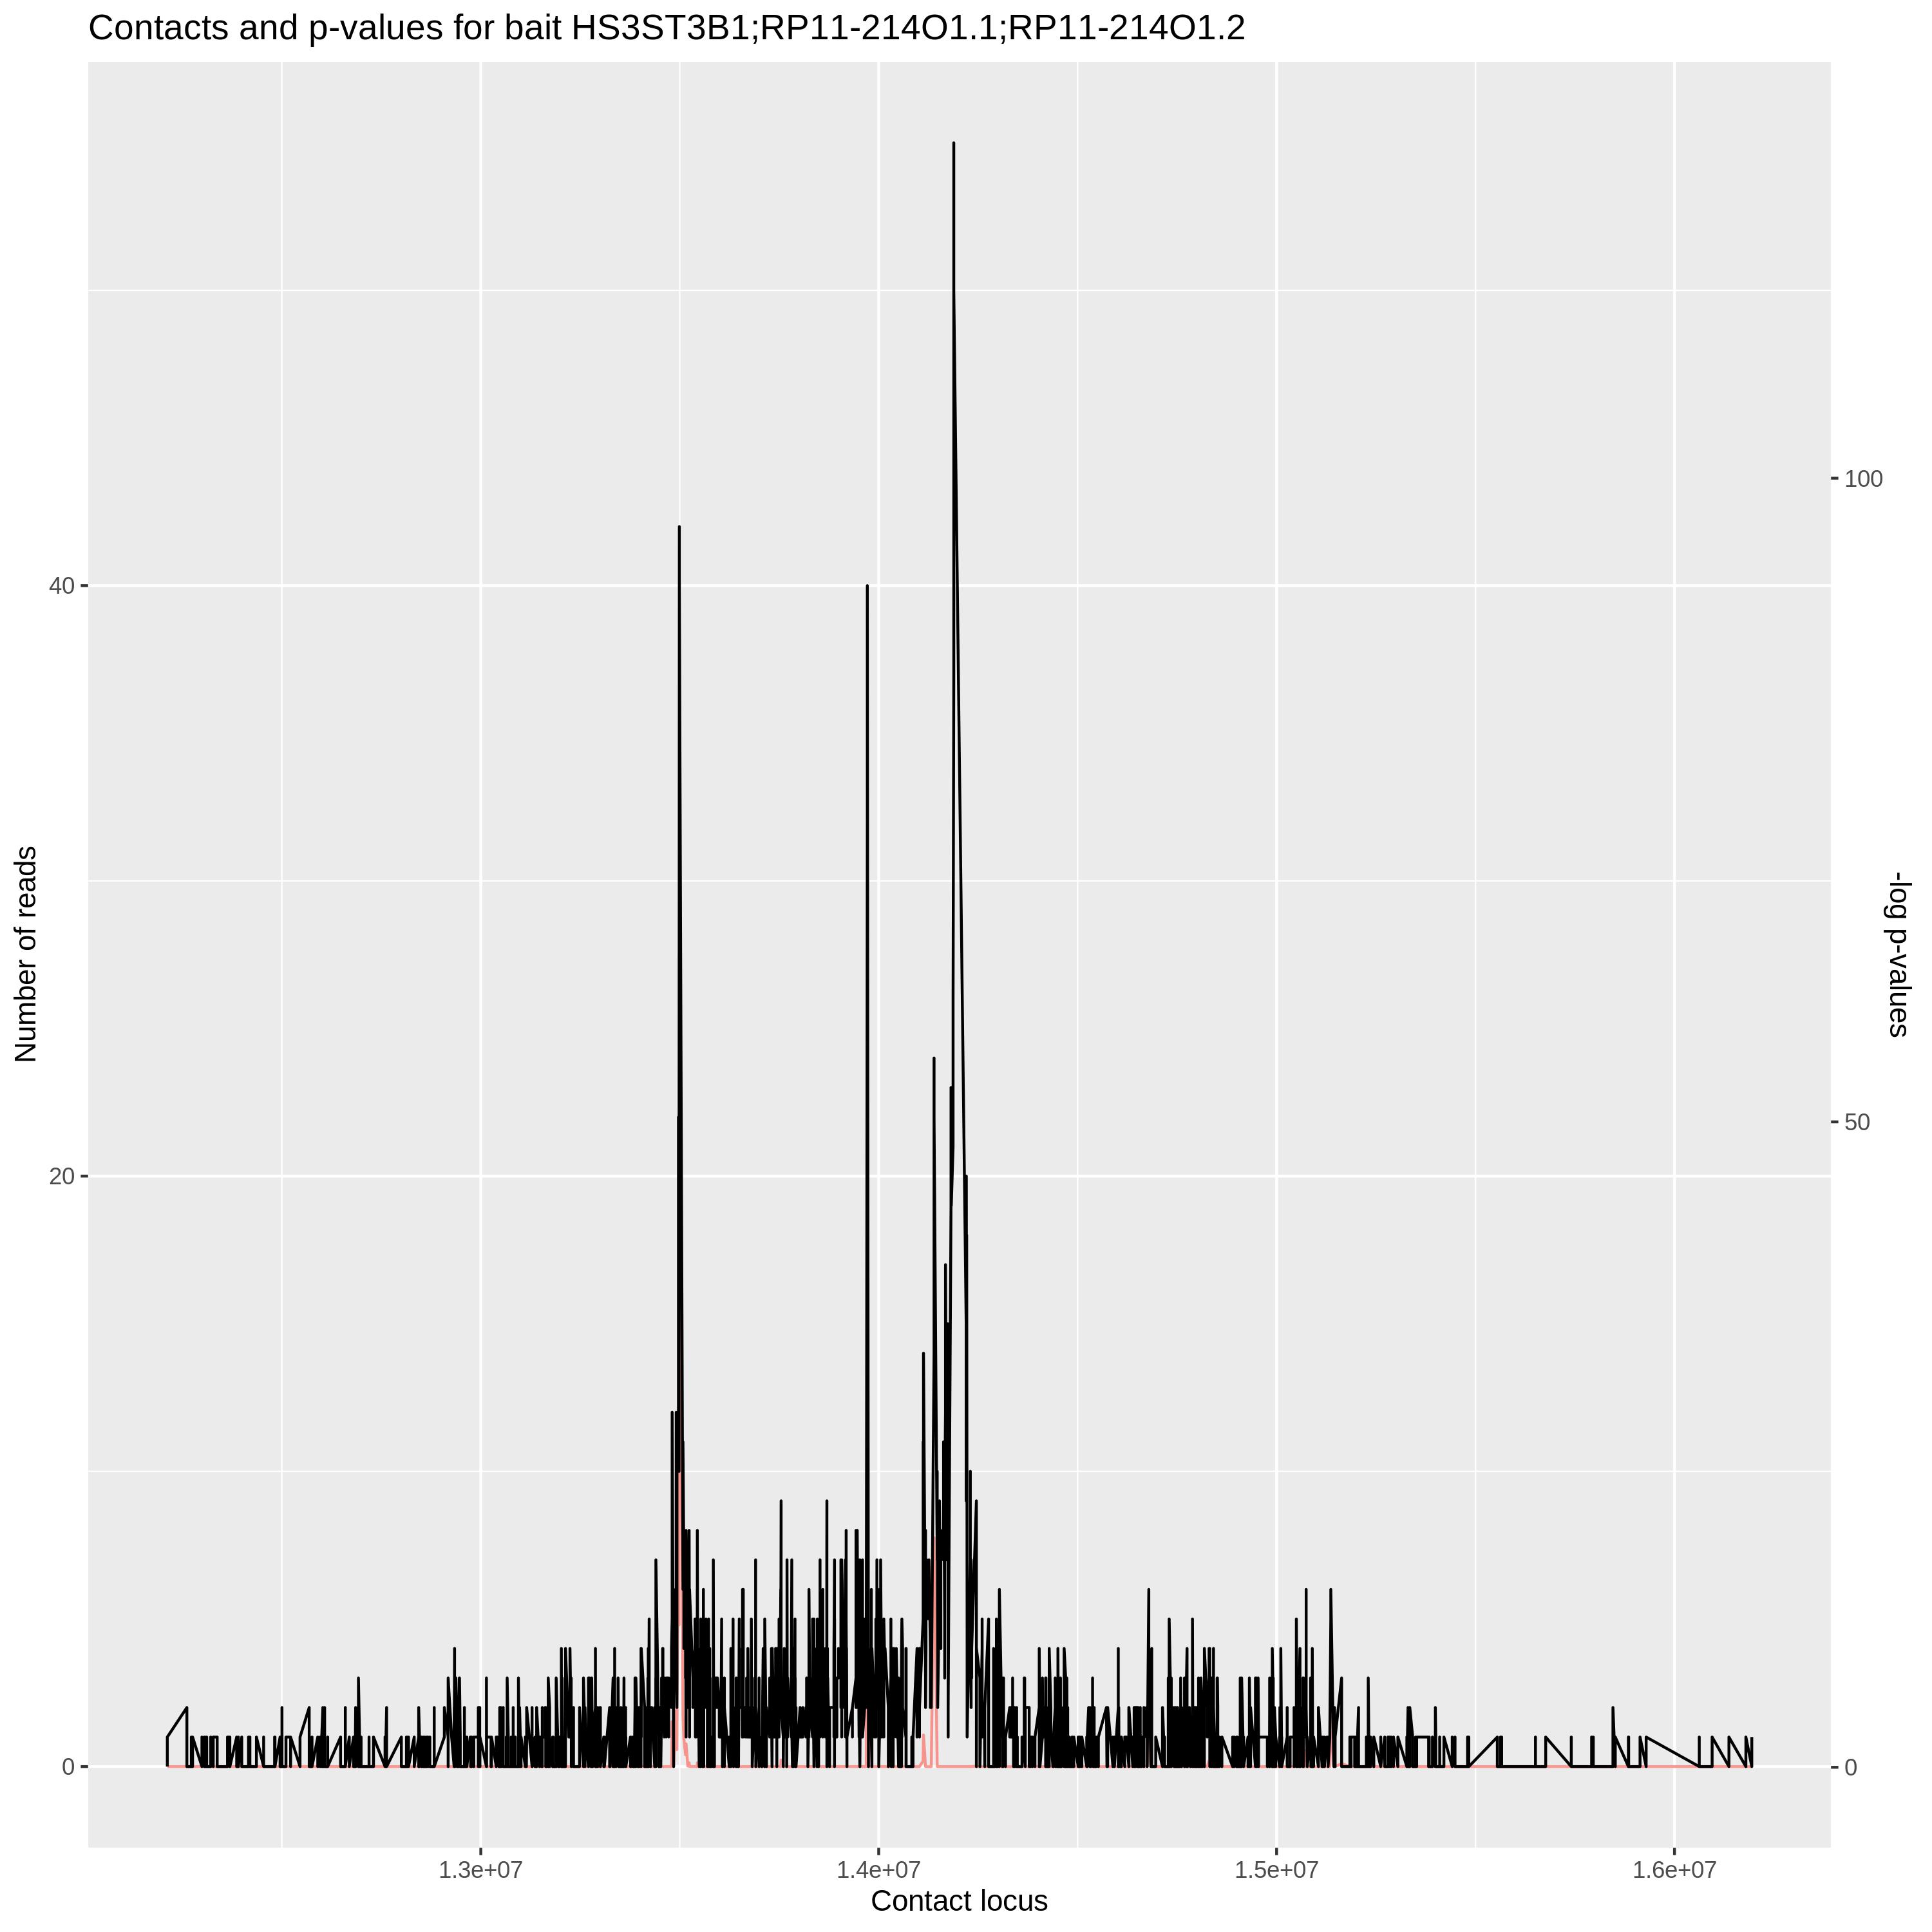 Contacts and p-values for bait HS3ST3B1;RP11-214O1.1;RP11-214O1.2
Number of reads
40
20
0
100
50
0
-log p-values
1.3e+07
1.4e+07
1.5e+07
1.6e+07
Contact locus